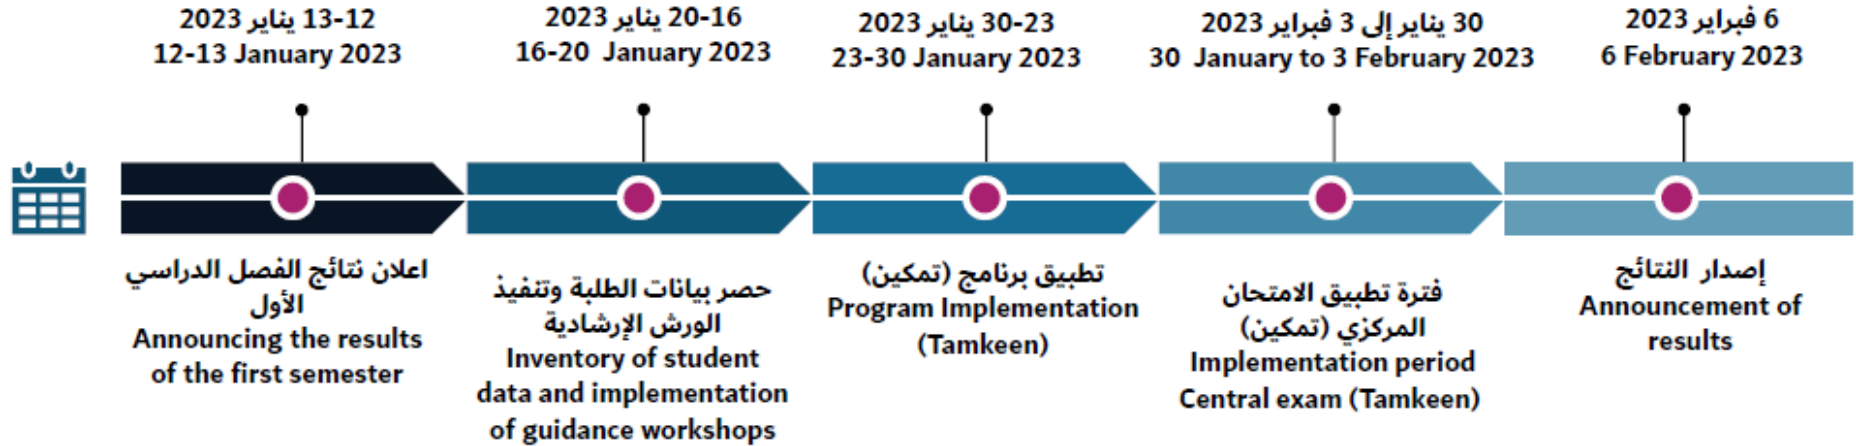 13-12 يناير 2023
12-13 January 2023
20-16 يناير 2023
16-20 January 2023
30-23 يناير 2023
23-30 January 2023
30 يناير إلى 3 فبراير 2023
30 January to 3 February 2023
6 فبراير 2023
6 February 2023
اعلان نتائج الفصل الدراسي
الأول
Announcing the results
of the first semester
حصر بيانات الطلبة وتنفيذ
الورش الإرشادية
Inventory of student
data and implementation
of guidance workshops
تطبيق برنامج (تمكين)
Program Implementation
(Tamkeen)
فترة تطبيق الامتحان
المركزي (تمكين)
Implementation period
Central exam (Tamkeen)
إصدار النتائج
Announcement of
results